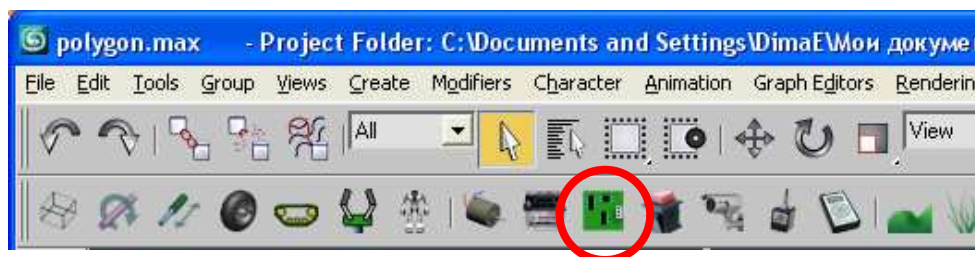 polygon.max - Project Folder: C:\Documents and Settings\DimaE\Мои докуме
File Edit Tools Group Views Create Modifiers Character Animation Graph Editors Renderin
All View